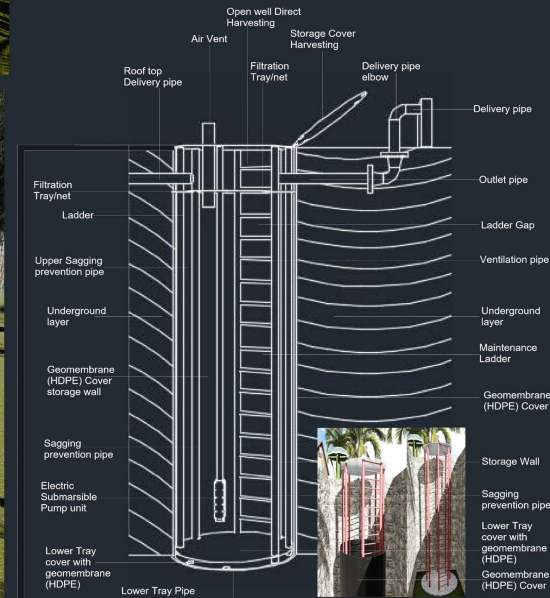 Open well Direct
Harvesting
Air Vent
Storage Cover
Harvesting
Roof top
Delivery pipe
Filtration
Tray/net
Delivery pipe
elbow
Delivery pipe
Filtration
Tray/net
Outlet pipe
Ladder
Ladder Gap
Upper Sagging
prevention pipe
Ventilation pipe
Underground
layer
Underground
layer
Maintenance
Ladder
Geomembrane
(HDPE) Cover
storage wall
Geomembrane
(HDPE) Cover
Sagging
prevention pipe
Storage Wall
Electric
Submarsible
Pump unit
Sagging
prevention pipe
Lower Tray
cover with
geomembrane
(HDPE)
Lower Tray
cover with
geomembrane
(HDPE)
Geomembrane
(HDPE) Cover
Lower Tray Pipe